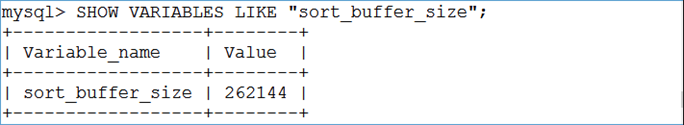 mysql> SHOW VARIABLES LIKE "sort_buffer_size";
+------------------+--------+
| Variable_name    | Value  |
+------------------+--------+
| sort_buffer_size | 262144 |
+------------------+--------+